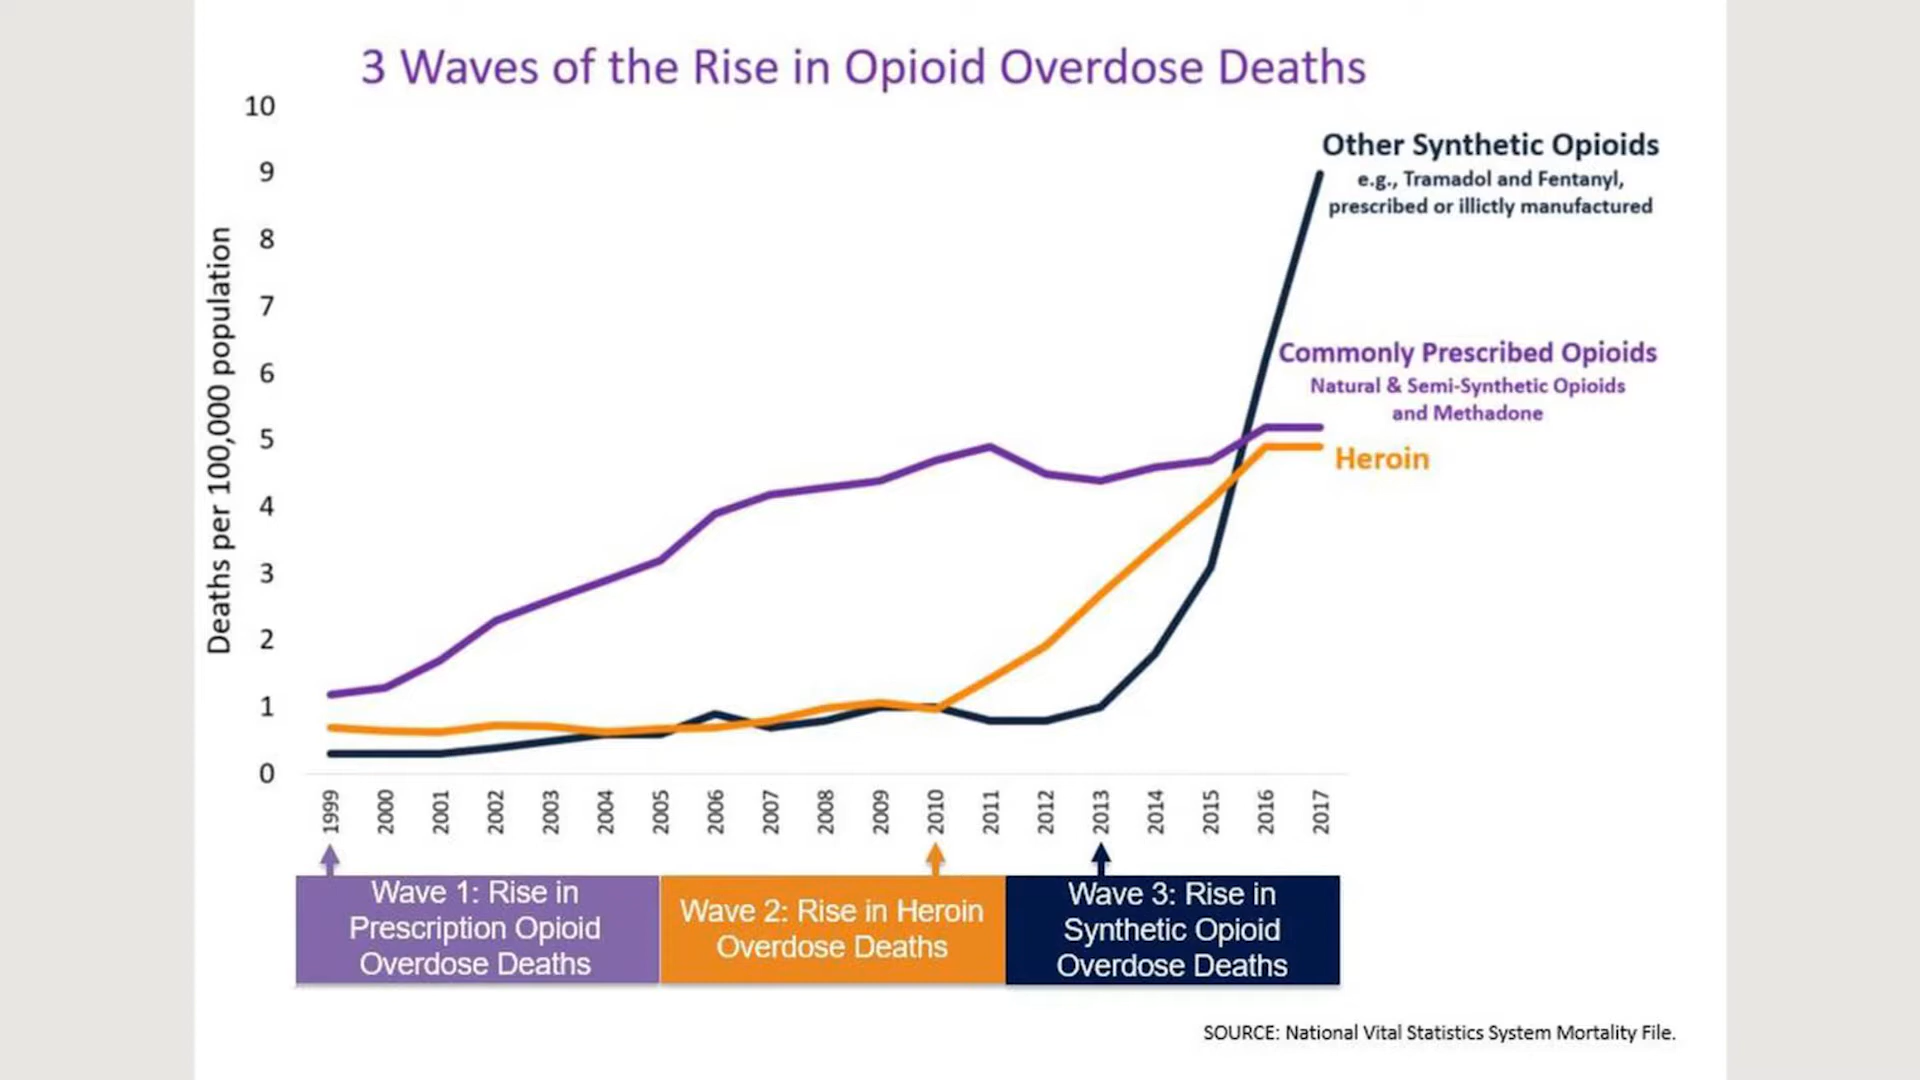 3 Waves of the Rise in Opioid Overdose Deaths
10
9
8
7
6
5
4
3
2
1
0
Deaths per 100,000 population
Other Synthetic Opioids
e.g., Tramadol and Fentanyl,
prescribed or illictly manufactured
Commonly Prescribed Opioids
Natural & Semi-Synthetic Opioids
and Methadone
Heroin
1999
2000
2001
2002
2003
2004
2005
2006
2007
2008
2009
2010
2011
2012
2013
2014
2015
2016
2017
Wave 1: Rise in
Prescription Opioid
Overdose Deaths
Wave 2: Rise in Heroin
Overdose Deaths
Wave 3: Rise in
Synthetic Opioid
Overdose Deaths
SOURCE: National Vital Statistics System Mortality File.